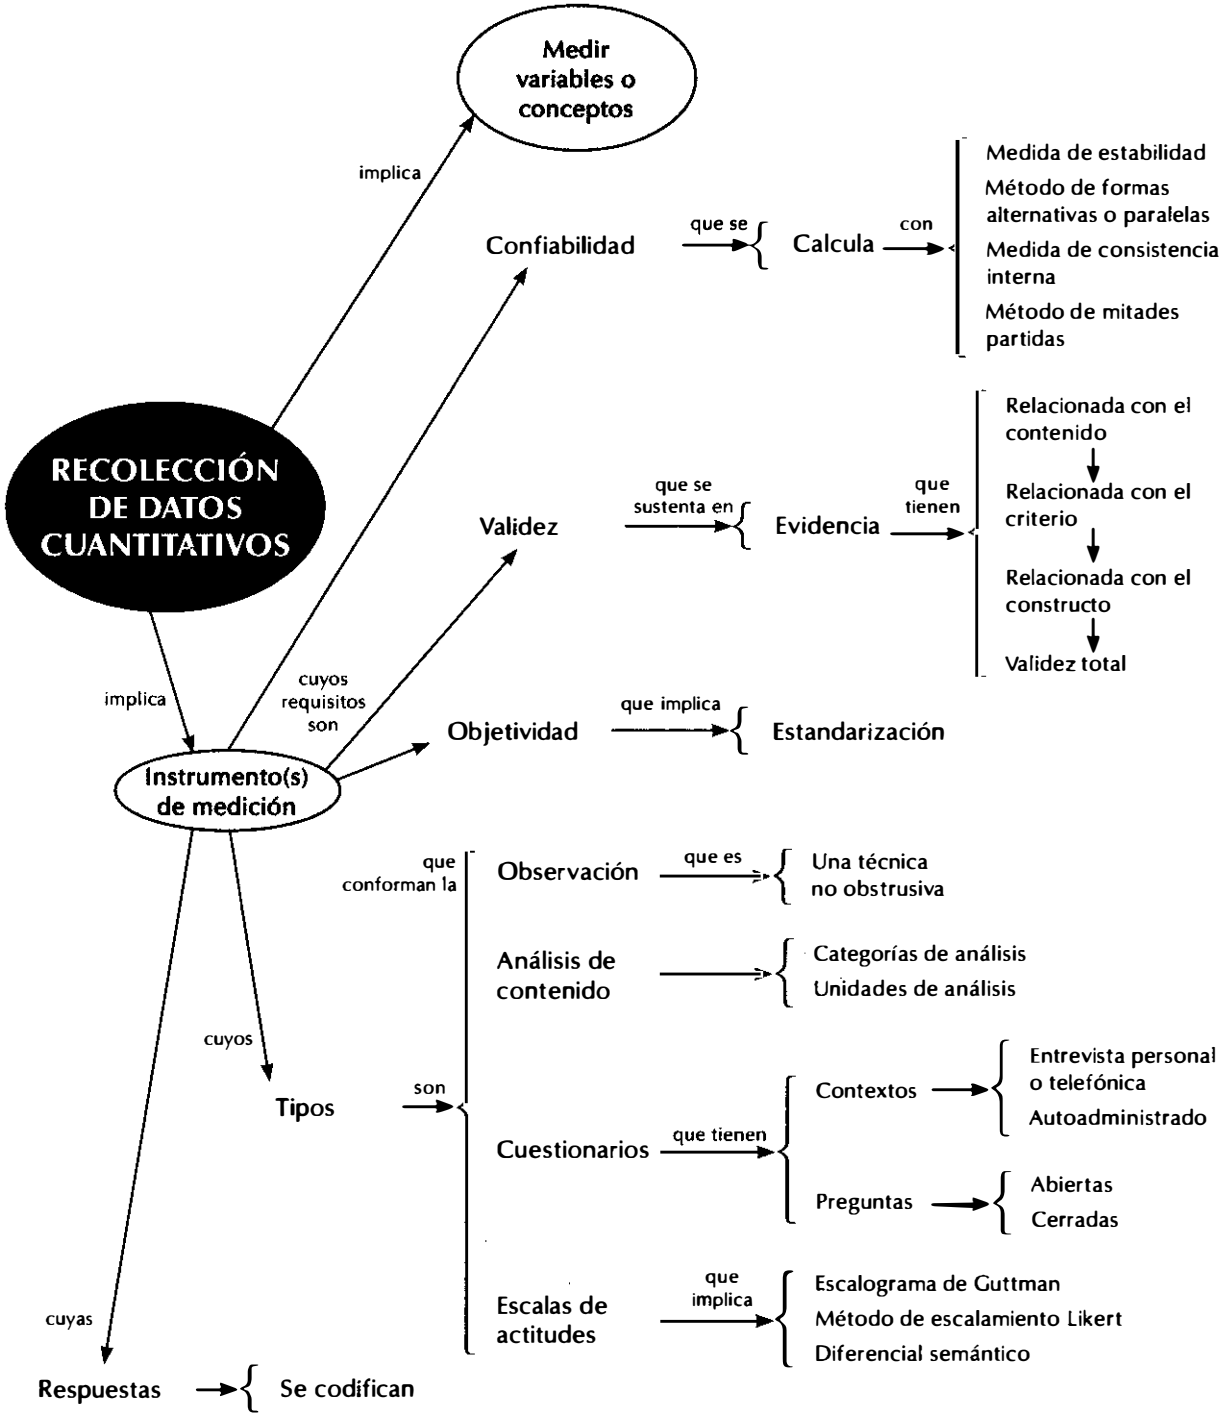 Medir
variables o
conceptos
implica
Confiabilidad
que se
Calcula
con
Medida de estabilidad
Método de formas
alternativas o paralelas
Medida de consistencia
interna
Método de mitades
partidas
RECOLECCIÓN
DE DATOS
CUANTITATIVOS
Validez
que se
sustenta en
Evidencia
que
tienen
Relacionada con el
contenido
Relacionada con el
criterio
Relacionada con el
constructo
Validez total
implica
cuyos
requisitos
son
Objetividad
que implica
Estandarización
Instrumento(s)
de medición
que
conforman la
Observación
que es
Una técnica
no obstrusiva
Análisis de
contenido
Categorías de análisis
Unidades de análisis
cuyos
Tipos
son
Cuestionarios
que tienen
Contextos
Entrevista personal
o telefónica
Autoadministrado
Preguntas
Abiertas
Cerradas
Escalas de
actitudes
que
implica
Escalograma de Guttman
Método de escalamiento Likert
Diferencial semántico
cuyas
Respuestas
Se codifican